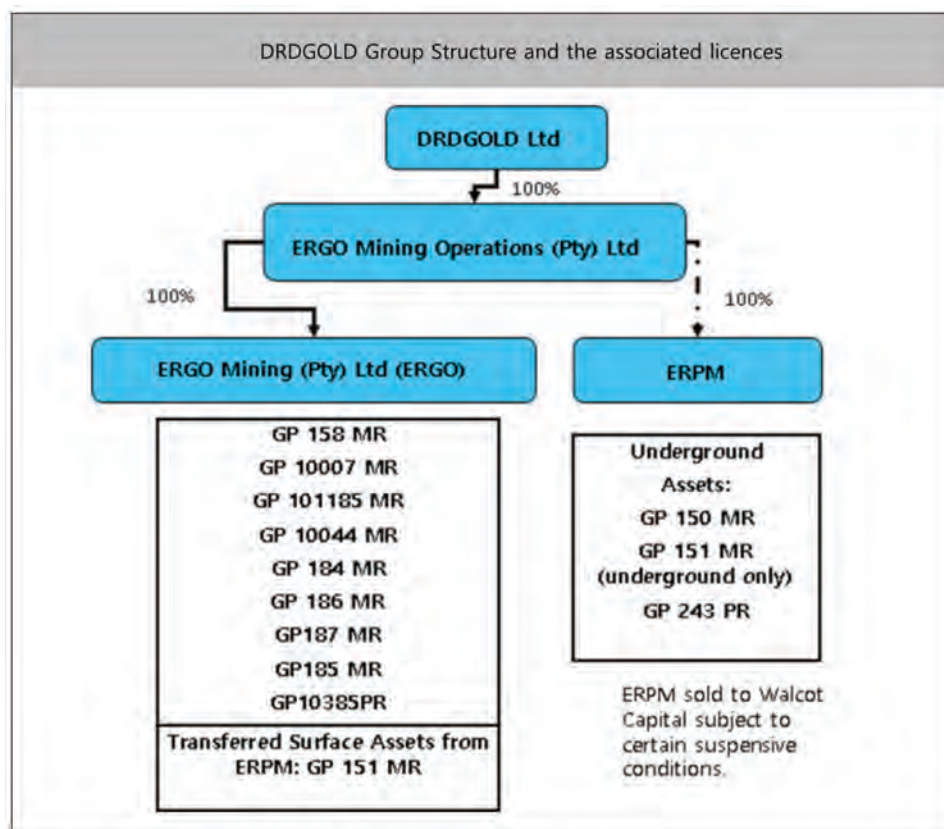 DRDGOLD Group Structure and the associated licences
DRDGOLD Ltd
100%
ERGO Mining Operations (Pty) Ltd
100%
100%
ERGO Mining (Pty) Ltd (ERGO)
ERPM
GP 158 MR
GP 10007 MR
GP 101185 MR
GP 10044 MR
GP 184 MR
GP 186 MR
GP187 MR
GP185 MR
GP10385PR
Transferred Surface Assets from
ERPM: GP 151 MR
Underground
Assets:
GP 150 MR
GP 151 MR
(underground only)
GP 243 PR
ERPM sold to Walcot
Capital subject to
certain suspensive
conditions.